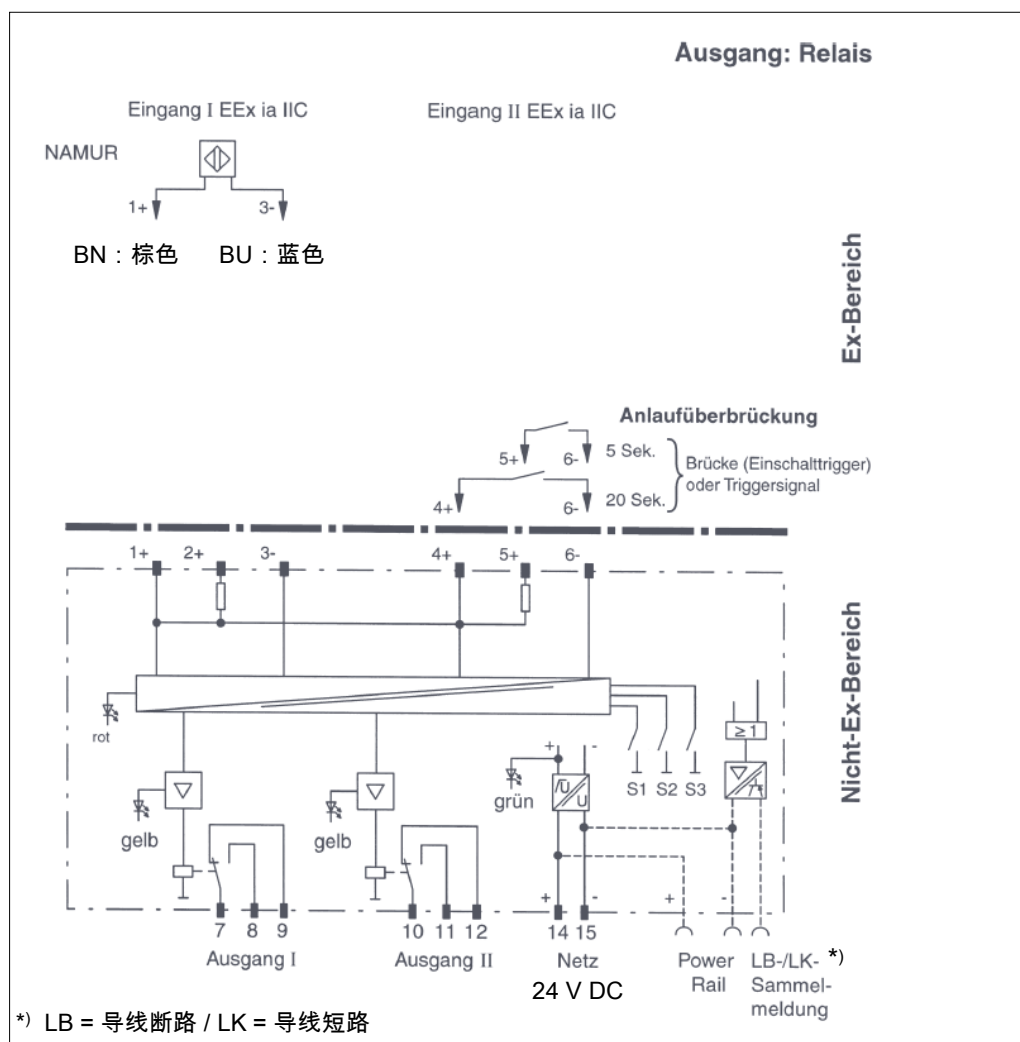 Ausgang: Relais
Eingang I EEx ia IIC
Eingang II EEx ia IIC
NAMUR
1+
3-
BN：棕色
BU：蓝色
Ex-Bereich
Anlaufüberbrückung
5+
6-
5 Sek.
4+
6-
20 Sek.
Brücke (Einschalttrigger)
oder Triggersignal
1+
2+
3-
4+
5+
6-
Nicht-Ex-Bereich
rot
gelb
gelb
grün
+
-
U
U
S1
S2
S3
≥1
+
-
+
-
7
8
9
10
11
12
14
15
Ausgang I
Ausgang II
Netz
24 V DC
Power
Rail
LB-/LK- *)
Sammel-
meldung
*) LB = 导线断路 / LK = 导线短路